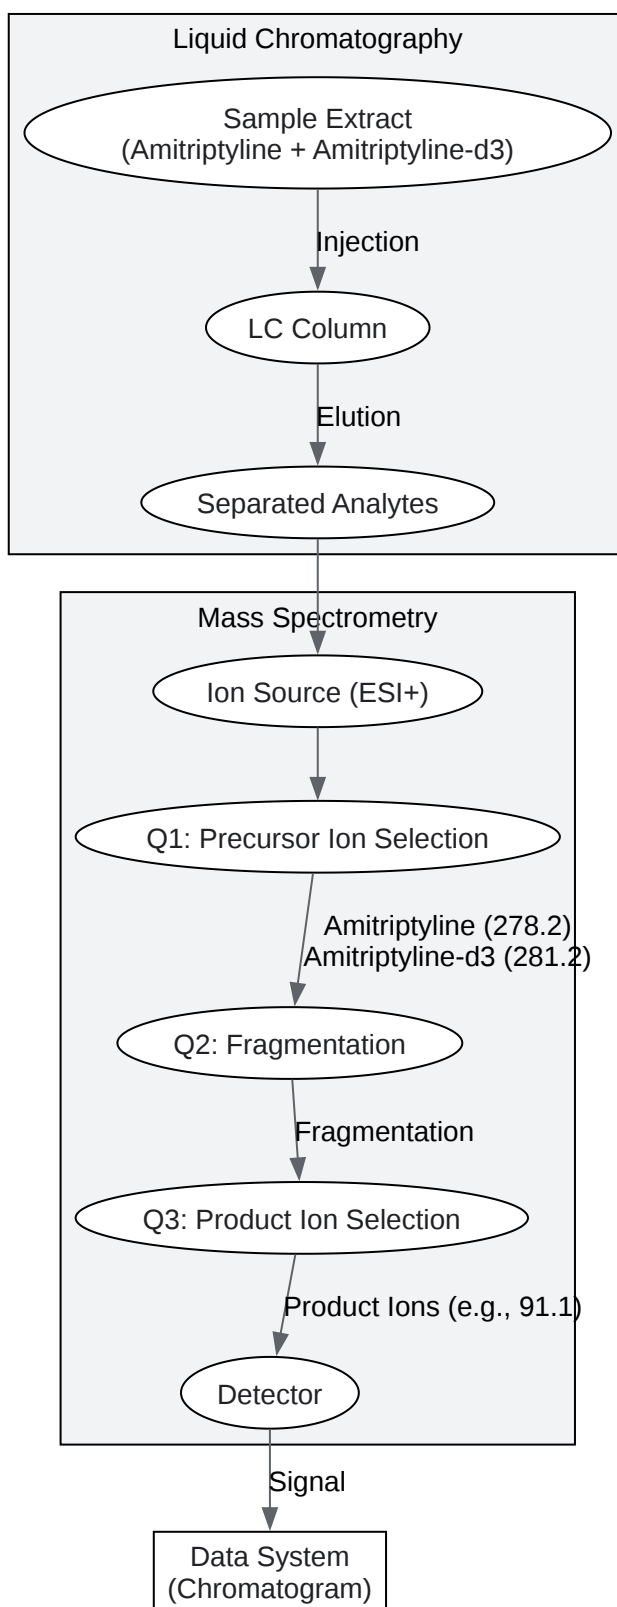 Liquid Chromatography
Sample Extract
(Amitriptyline + Amitriptyline-d3)
Injection
LC Column
Elution
Separated Analytes
Mass Spectrometry
Ion Source (ESI+)
Q1: Precursor Ion Selection
Amitriptyline (278.2)
Amitriptyline-d3 (281.2)
Q2: Fragmentation
Fragmentation
Q3: Product Ion Selection
Product Ions (e.g., 91.1)
Detector
Signal
Data System
(Chromatogram)